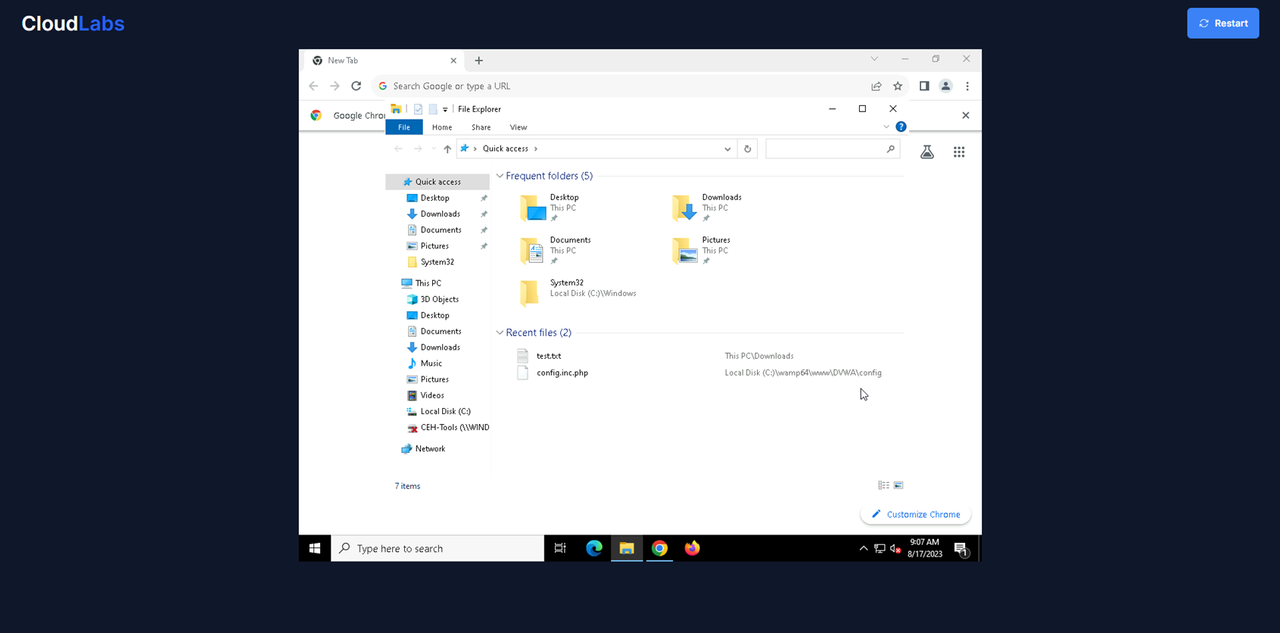 CloudLabs
Restart
New Tab
Search Google or type a URL
Google Chro
File Explorer
File Home Share View
Quick access
Quick access
Desktop
Downloads
Documents
Pictures
System32
This PC
3D Objects
Desktop
Documents
Downloads
Music
Pictures
Videos
Local Disk (C:)
CEH-Tools (\\WIND
Network
Frequent folders (5)
Desktop
This PC
Downloads
This PC
Documents
This PC
Pictures
This PC
System32
Local Disk (C:)\Windows
Recent files (2)
test.txt This PC\Downloads
config.inc.php Local Disk (C:)\wamp64\www\DVWA\config
7 items
Customize Chrome
Type here to search
9:07 AM
8/17/2023
1